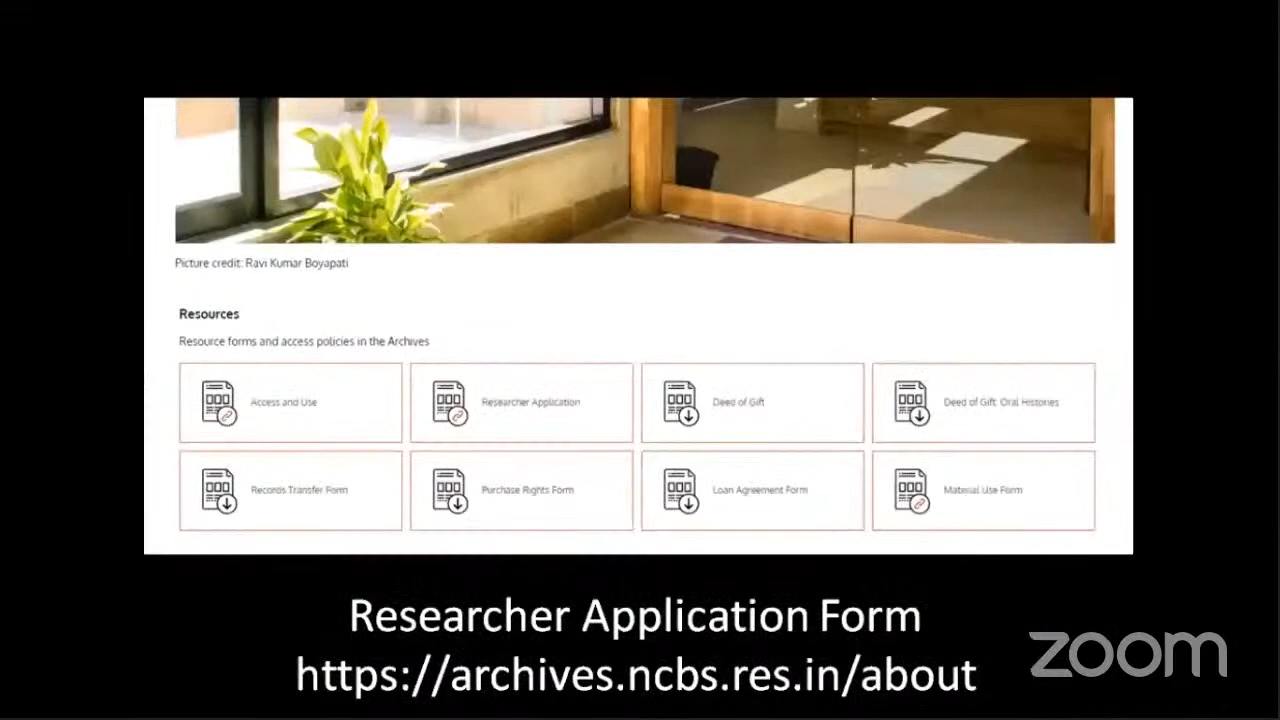 Picture credit: Ravi Kumar Boyapati
Resources
Resource forms and access policies in the Archives
Access and Use
Researcher Application
Deed of Gift
Deed of Gift: Oral Histories
Records Transfer Form
Purchase Rights Form
Loan Agreement Form
Material Use Form
Researcher Application Form
https://archives.ncbs.res.in/about
zoom